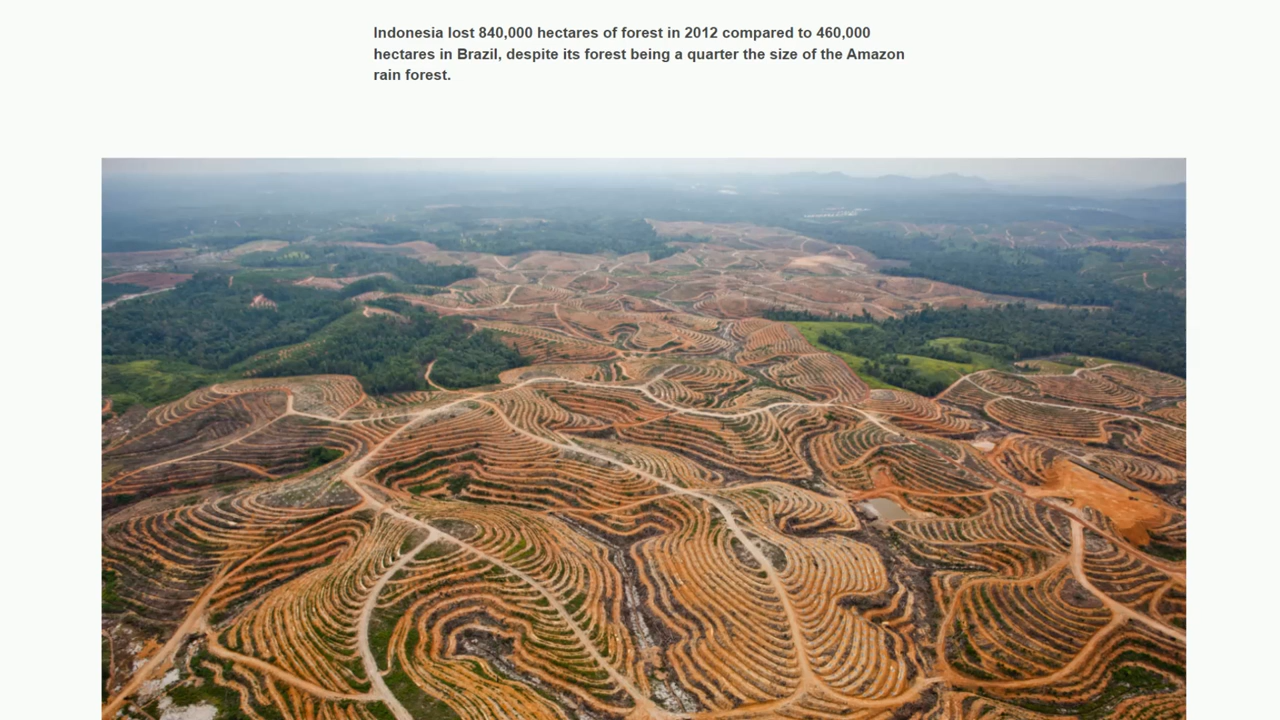 Indonesia lost 840,000 hectares of forest in 2012 compared to 460,000
hectares in Brazil, despite its forest being a quarter the size of the Amazon
rain forest.